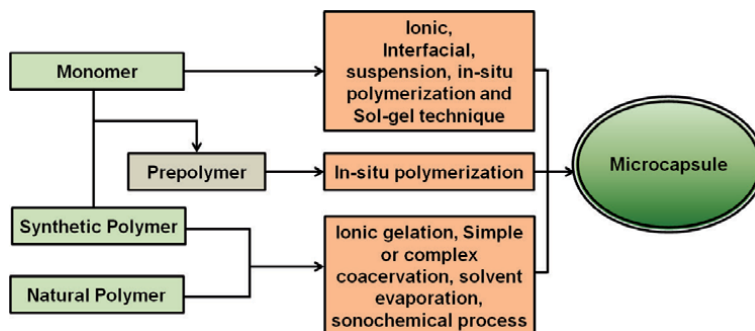 Monomer
Ionic,
Interfacial,
suspension, in-situ
polymerization and
Sol-gel technique
Prepolymer
In-situ polymerization
Microcapsule
Synthetic Polymer
Natural Polymer
Ionic gelation, Simple
or complex
coacervation, solvent
evaporation,
sonochemical process